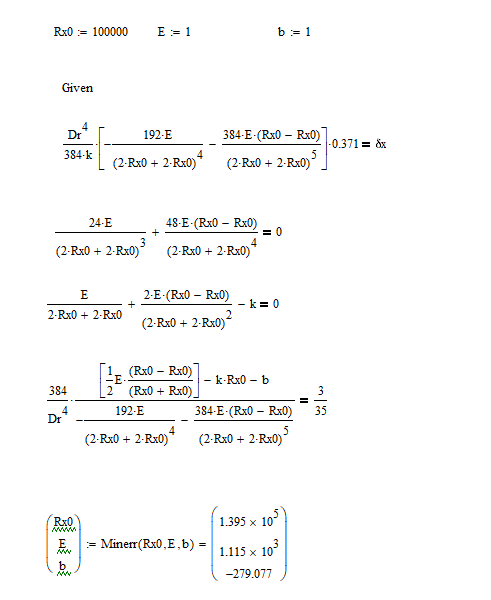 Rx0 := 100000 E := 1 b := 1
Given
Dr^4/(384·k)·[-192·E/(2·Rx0 + 2·Rx0)^4 - 384·E·(Rx0 - Rx0)/(2·Rx0 + 2·Rx0)^5]·0.371 = δx
24·E/(2·Rx0 + 2·Rx0)^3 + 48·E·(Rx0 - Rx0)/(2·Rx0 + 2·Rx0)^4 = 0
E/(2·Rx0 + 2·Rx0) + 2·E·(Rx0 - Rx0)/(2·Rx0 + 2·Rx0)^2 - k = 0
384/Dr^4·([1/2 E·(Rx0 - Rx0)/(Rx0 + Rx0)] - k·Rx0 - b)/(-192·E/(2·Rx0 + 2·Rx0)^4 - 384·E·(Rx0 - Rx0)/(2·Rx0 + 2·Rx0)^5) = 3/35
(Rx0 E b) := Minerr(Rx0,E,b) = (1.395 × 10^5 1.115 × 10^3 -279.077)